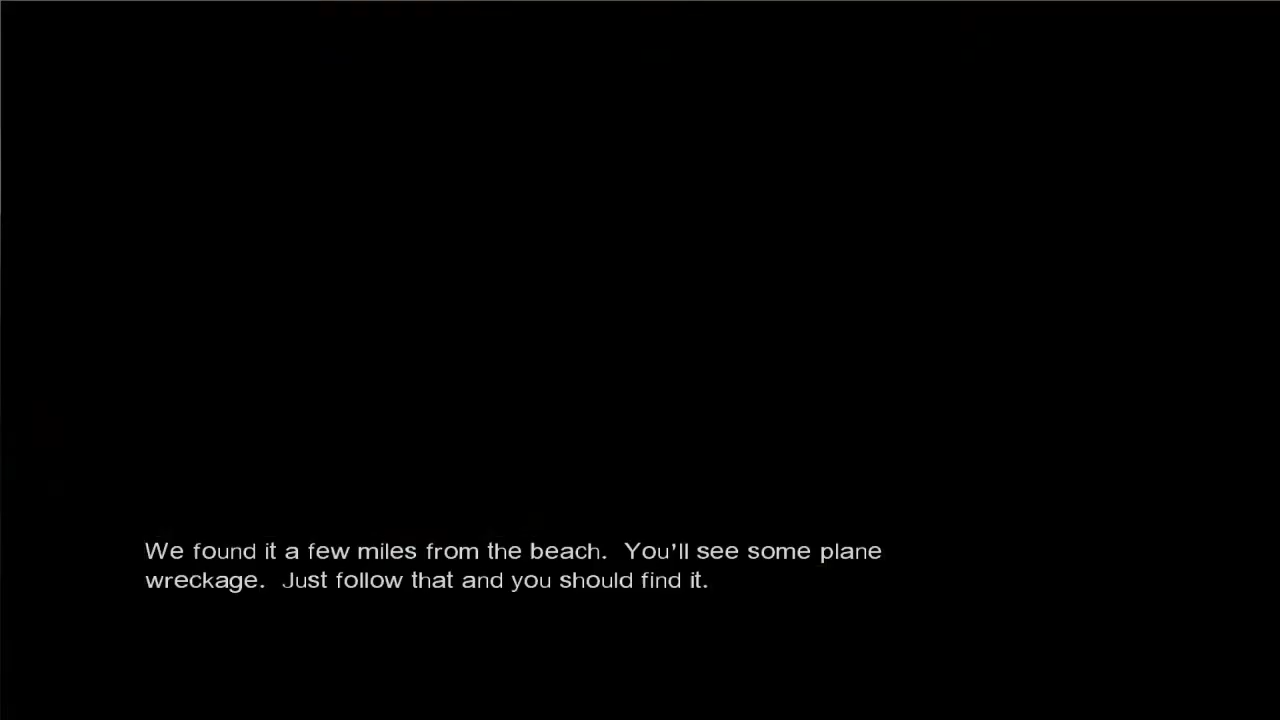 We found it a few miles from the beach.  You'll see some plane
wreckage.  Just follow that and you should find it.